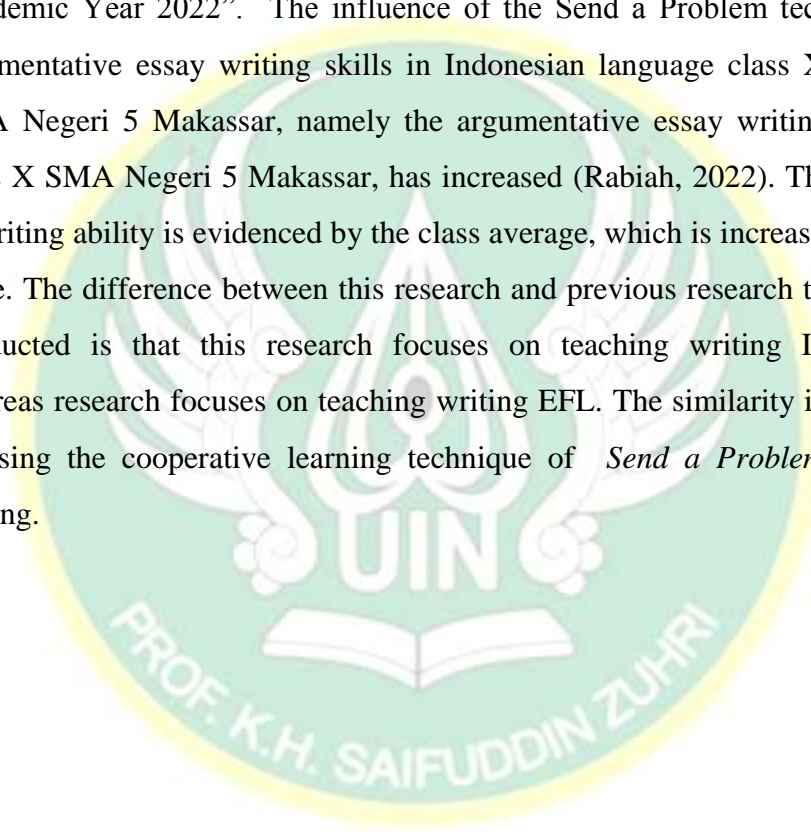 demic Year 2022”. The influence of the Send a Problem tec
mentative essay writing skills in Indonesian language class X
A Negeri 5 Makassar, namely the argumentative essay writin
X SMA Negeri 5 Makassar, has increased (Rabiah, 2022). Th
riting ability is evidenced by the class average, which is increas
e. The difference between this research and previous research t
ucted is that this research focuses on teaching writing I
reas research focuses on teaching writing EFL. The similarity i
sing the cooperative learning technique of Send a Problem
ng.
UIN
PROF. K.H. SAIFUDDIN ZUHRI